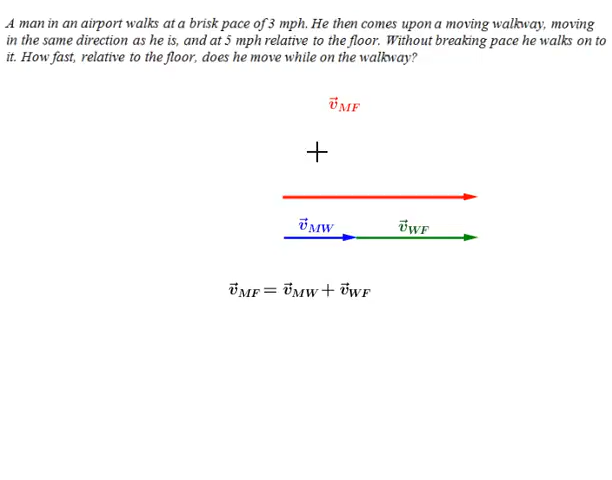 A man in an airport walks at a brisk pace of 3 mph. He then comes upon a moving walkway, moving
in the same direction as he is, and at 5 mph relative to the floor. Without breaking pace he walks on to
it. How fast, relative to the floor, does he move while on the walkway?
v⃗MF
+
v⃗MW v⃗WF
v⃗MF = v⃗MW + v⃗WF